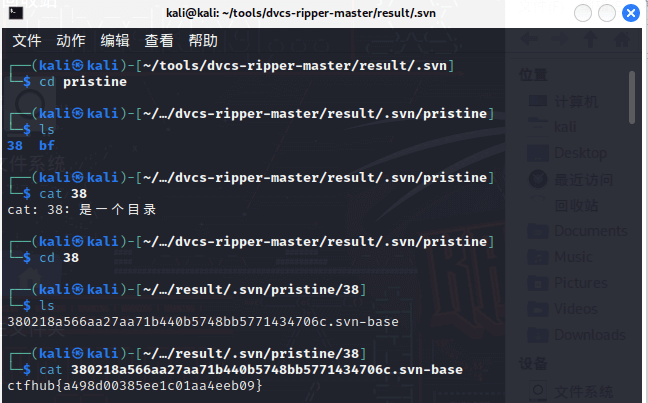 kali@kali: ~/tools/dvcs-ripper-master/result/.svn
文件 动作 编辑 查看 帮助
┌──(kali㉿kali)-[~/tools/dvcs-ripper-master/result/.svn]
└─$ cd pristine
┌──(kali㉿kali)-[~/…/dvcs-ripper-master/result/.svn/pristine]
└─$ ls
38 bf
┌──(kali㉿kali)-[~/…/dvcs-ripper-master/result/.svn/pristine]
└─$ cat 38
cat: 38: 是一个目录
┌──(kali㉿kali)-[~/…/dvcs-ripper-master/result/.svn/pristine]
└─$ cd 38
┌──(kali㉿kali)-[~/…/result/.svn/pristine/38]
└─$ ls
380218a566aa27aa71b440b5748bb5771434706c.svn-base
┌──(kali㉿kali)-[~/…/result/.svn/pristine/38]
└─$ cat 380218a566aa27aa71b440b5748bb5771434706c.svn-base
ctfhub{a498d00385ee1c01aa4eeb09}
位置
计算机
kali
Desktop
最近访问
回收站
Documents
Music
Pictures
Videos
Downloads
设备
文件系统